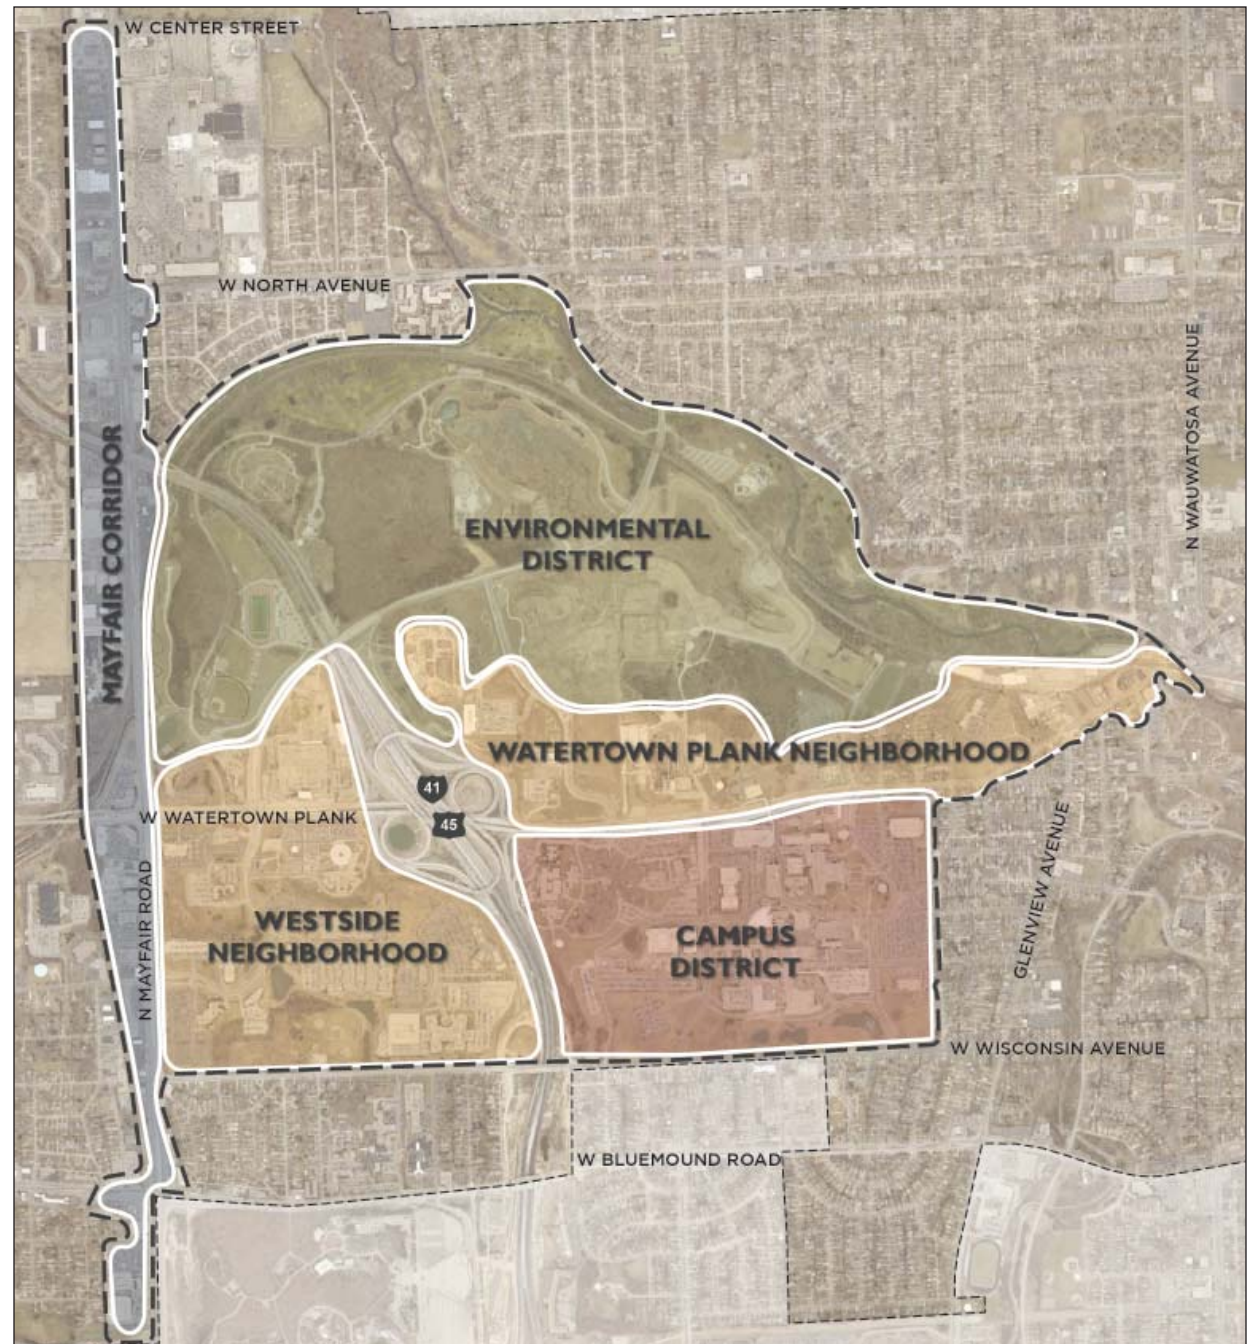 W CENTER STREET
W NORTH AVENUE
N WAUWATOSA AVENUE
MAYFAIR CORRIDOR
ENVIRONMENTAL
DISTRICT
WATERTOWN PLANK NEIGHBORHOOD
41
45
W WATERTOWN PLANK
N MAYFAIR ROAD
GLENVIEW AVENUE
WESTSIDE
NEIGHBORHOOD
CAMPUS
DISTRICT
W WISCONSIN AVENUE
W BLUEMOUND ROAD